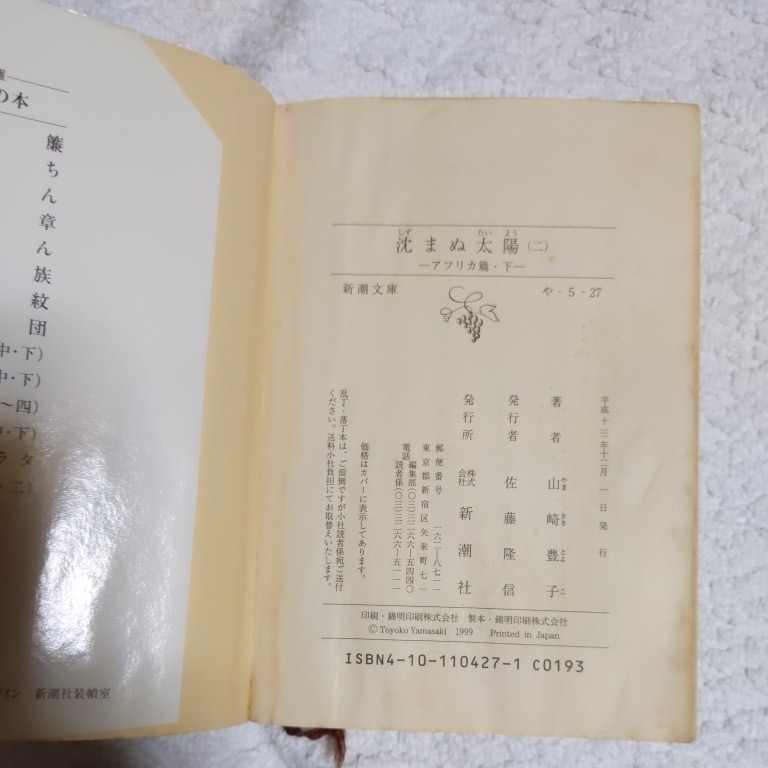 の本
簾
ちん
章
ん
族
紋
団
中・下)
中・下)
〜四)
・下)
ラタ
・二)
イン 新潮社装幀室
しず たい よう
沈まぬ太陽(二)
―アフリカ篇・下―
新潮文庫 や-5-27
平成十三年十二月一日発行
著者 山崎豊子
やま さき とよ こ
発行者 佐藤隆信
発行所 株式会社 新潮社
郵便番号 一六二―八七一一
東京都新宿区矢来町七一
電話 編集部(〇三)三二六六―五四四〇
読者係(〇三)三二六六―五一一一
価格はカバーに表示してあります。
乱丁・落丁本は、ご面倒ですが小社読者係宛ご送付
ください。送料小社負担にてお取替えいたします。
印刷・錦明印刷株式会社 製本・錦明印刷株式会社
© Toyoko Yamasaki 1999 Printed in Japan
ISBN4-10-110427-1 C0193